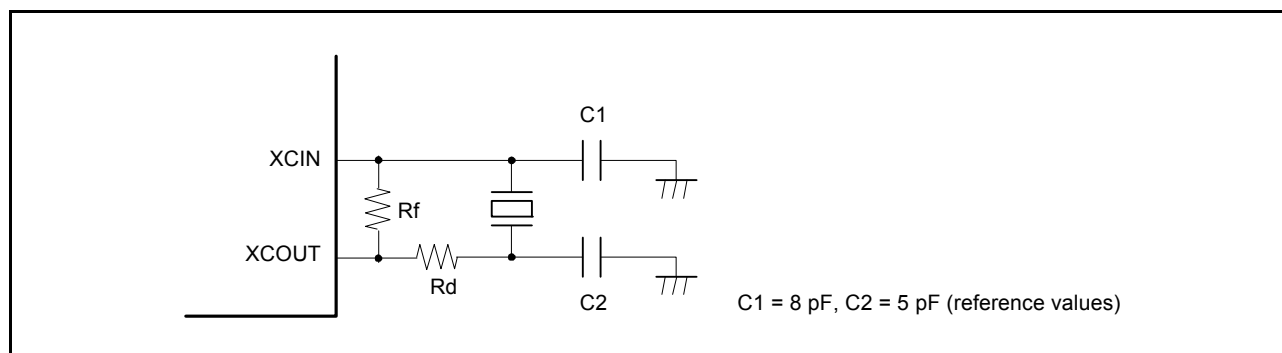 C1
XCIN
Rf
XCOUT
Rd
C2
C1 = 8 pF, C2 = 5 pF (reference values)